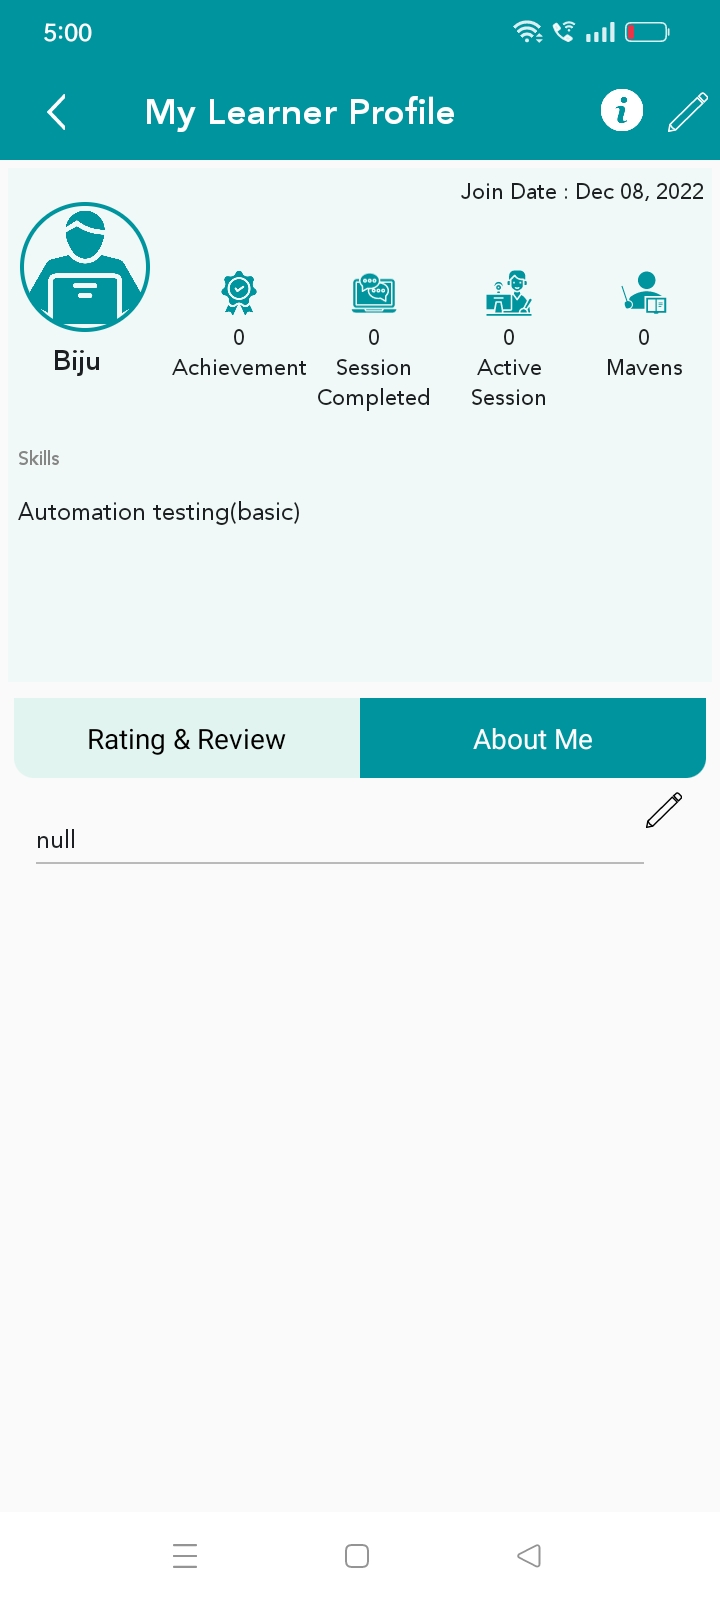 5:00
My Learner Profile
Join Date : Dec 08, 2022
Biju
0
Achievement
0
Session
Completed
0
Active
Session
0
Mavens
Skills
Automation testing(basic)
Rating & Review
About Me
null